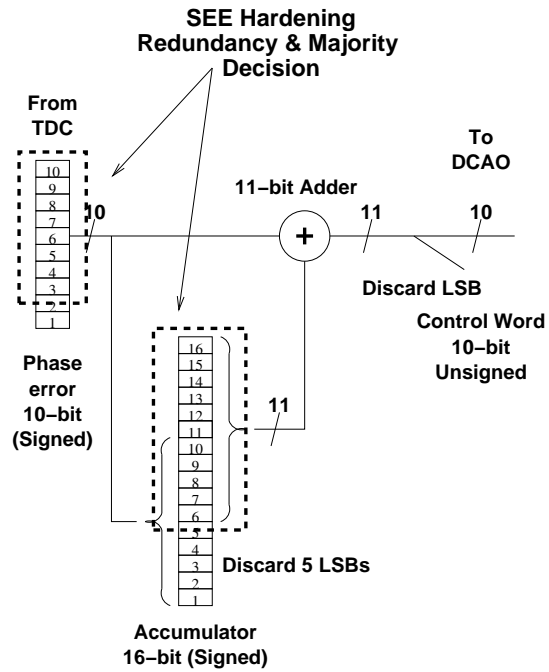 SEE Hardening
Redundancy & Majority
Decision
From
TDC
To
DCAO
10
9
8
7
6
5
4
3
2
1
10
11−bit Adder
+
11
10
Discard LSB
Control Word
10−bit
Unsigned
Phase
error
10−bit
(Signed)
16
15
14
13
12
11
10
9
8
7
6
5
4
3
2
1
11
Discard 5 LSBs
Accumulator
16−bit (Signed)